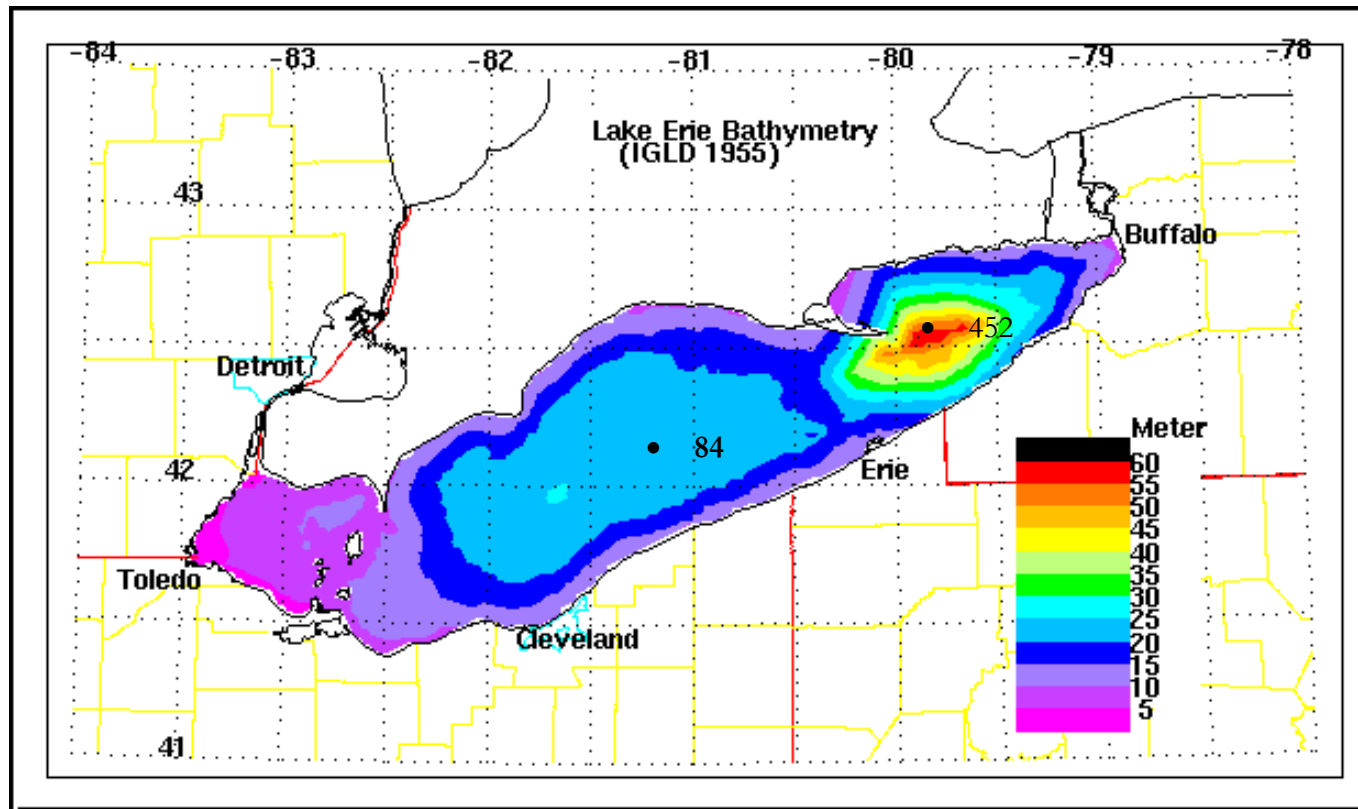 -84 -83 -82 -81 -80 -79 -78
Lake Erie Bathymetry
(IGLD 1955)
43
Buffalo
452
Detroit
Meter
84
42
Erie
60
55
50
45
40
35
30
25
20
15
10
5
Toledo
Cleveland
41